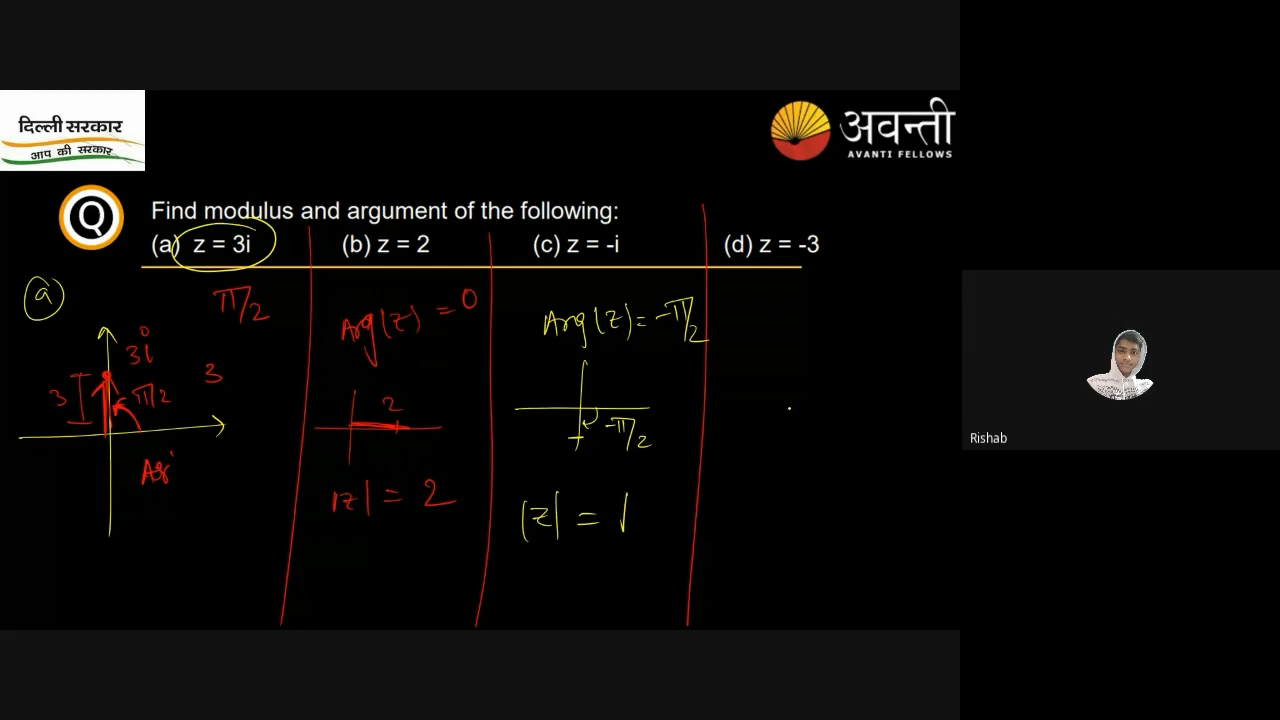 दिल्ली सरकार
आप की सरकार
अवन्ती
AVANTI FELLOWS
Q
Find modulus and argument of the following:
(a) z = 3i (b) z = 2 (c) z = -i (d) z = -3
a
π/2
3i
3
π/2
3
Arg(z) = 0
2
|z| = 2
Arg(z) = -π/2
-π/2
|z| = 1
Rishab